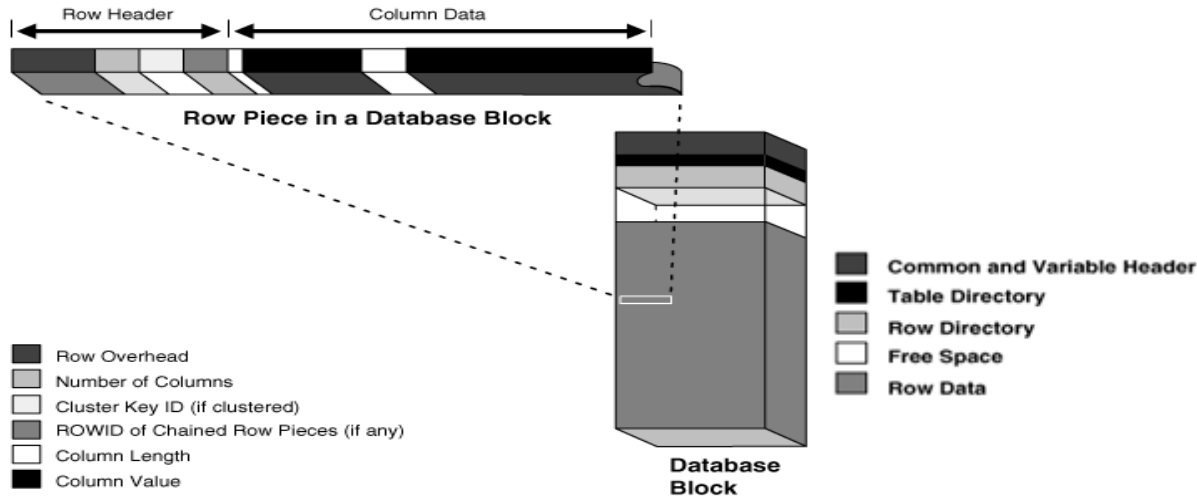 Row Header
Column Data
Row Piece in a Database Block
Common and Variable Header
Table Directory
Row Directory
Free Space
Row Data
Row Overhead
Number of Columns
Cluster Key ID (if clustered)
ROWID of Chained Row Pieces (if any)
Column Length
Column Value
Database
Block